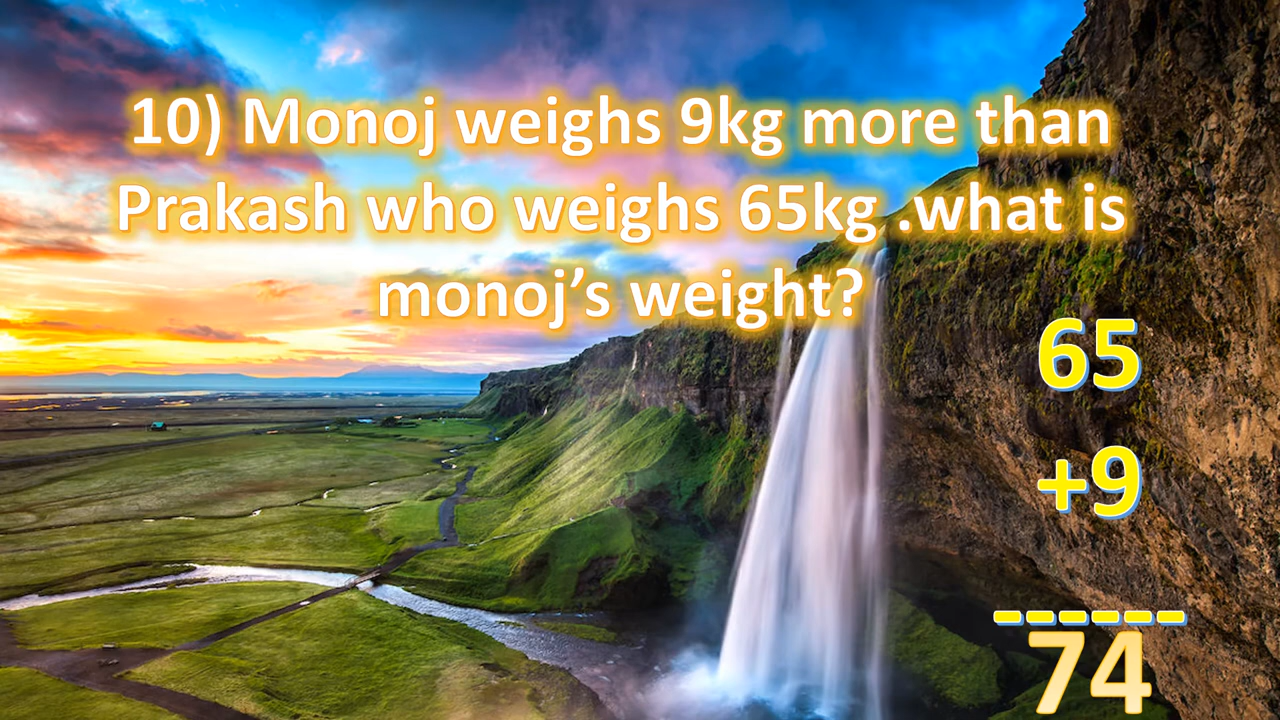 10) Monoj weighs 9kg more than
Prakash who weighs 65kg .what is
monoj’s weight?
65
+9
------
74